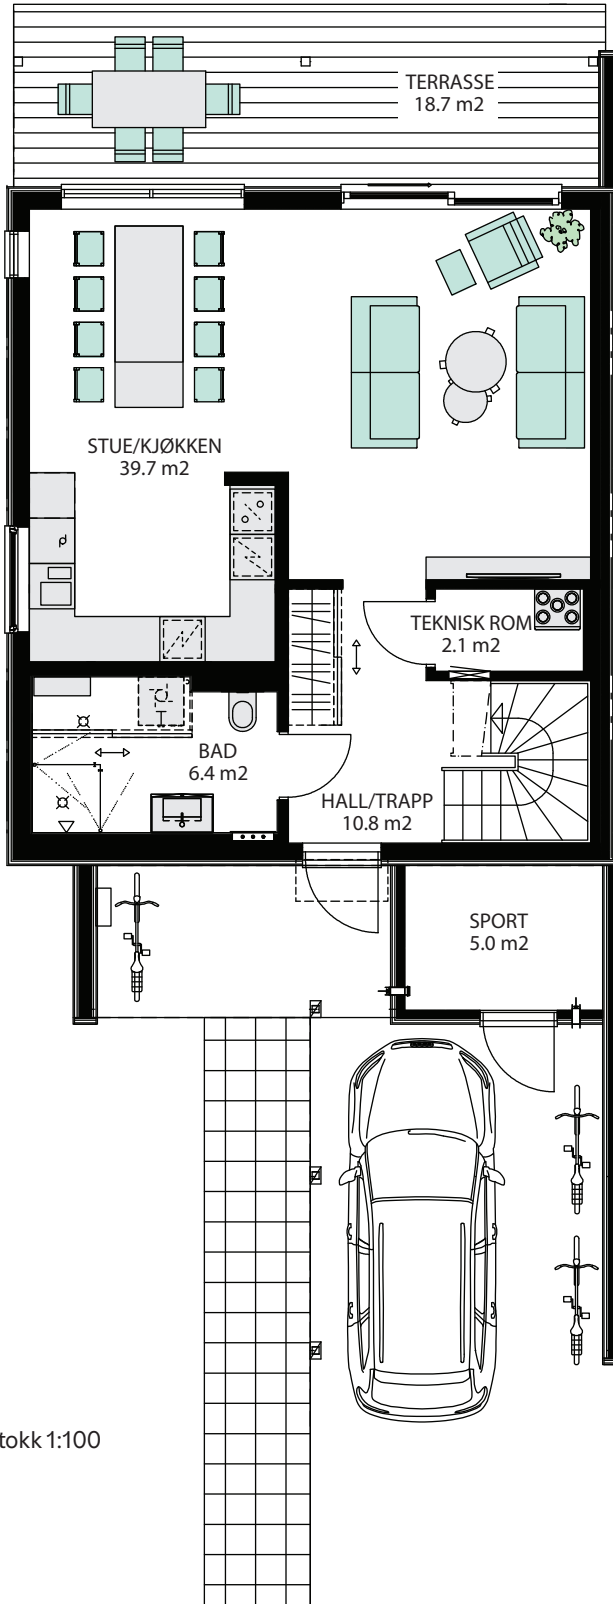 TERRASSE
18.7 m2
STUE/KJØKKEN
39.7 m2
TEKNISK ROM
2.1 m2
BAD
6.4 m2
HALL/TRAPP
10.8 m2
SPORT
5.0 m2
tokk 1:100